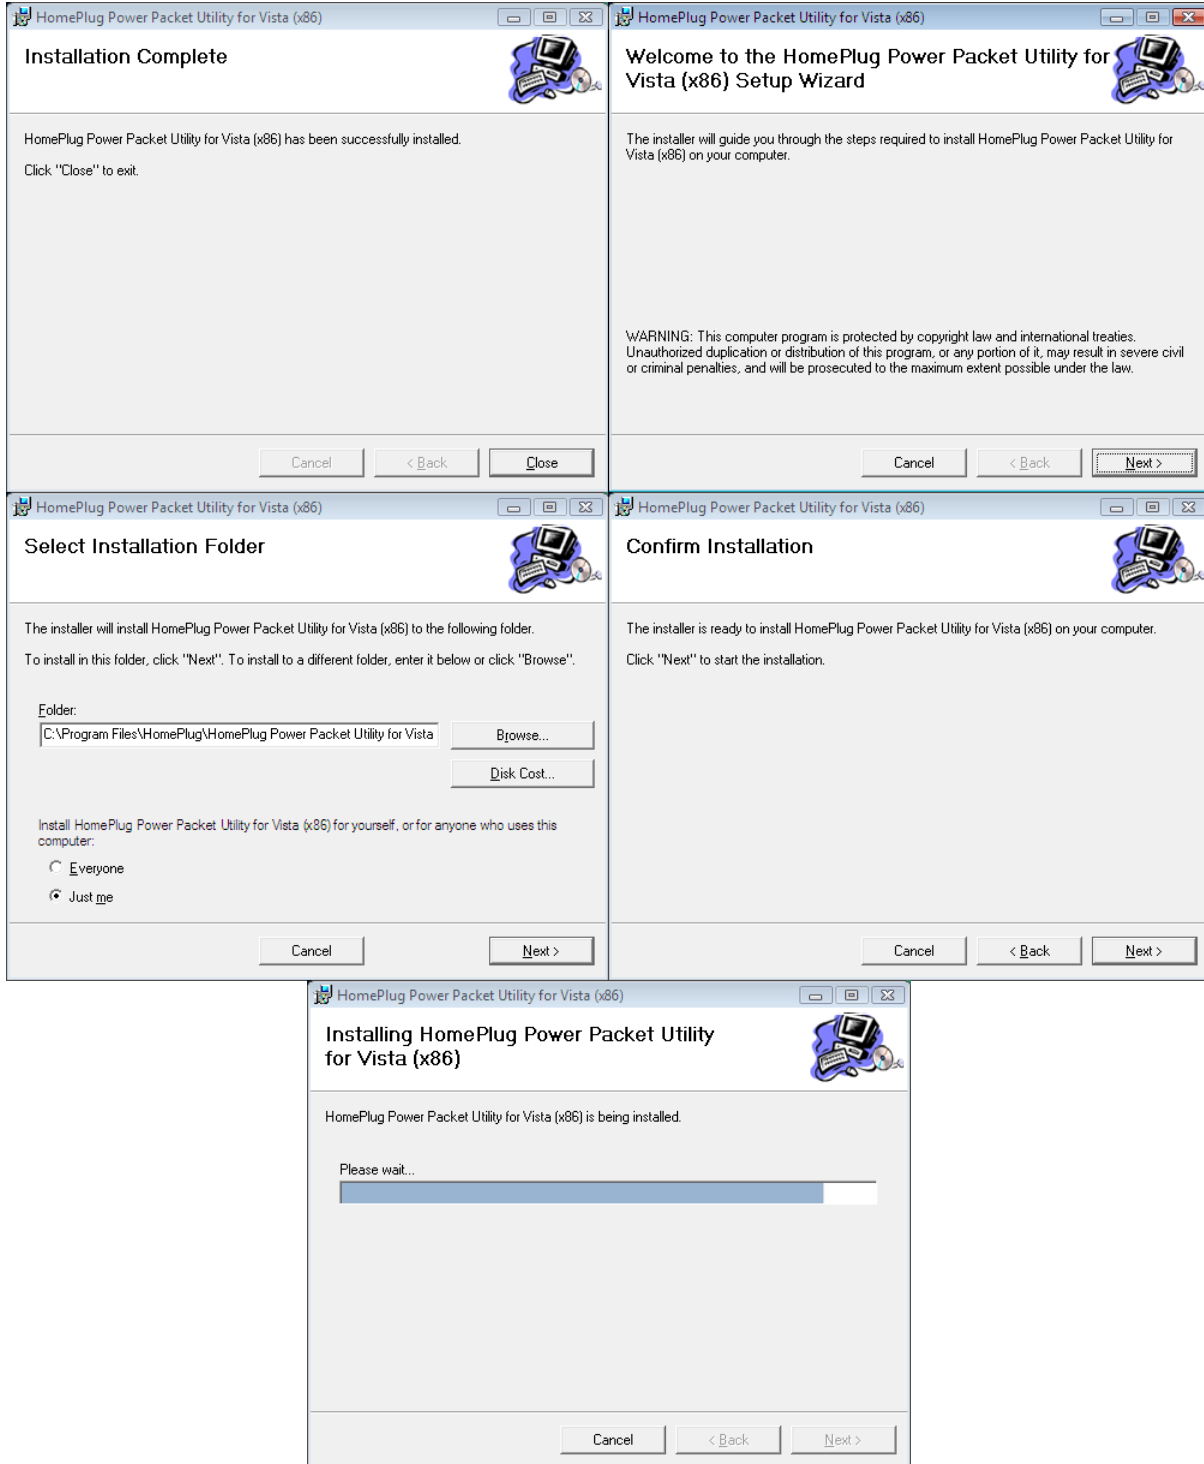 HomePlug Power Packet Utility for Vista (x86)
Installation Complete
HomePlug Power Packet Utility for Vista (x86) has been successfully installed.
Click "Close" to exit.
Cancel
< Back
Close
HomePlug Power Packet Utility for Vista (x86)
Welcome to the HomePlug Power Packet Utility for
Vista (x86) Setup Wizard
The installer will guide you through the steps required to install HomePlug Power Packet Utility for
Vista (x86) on your computer.
WARNING: This computer program is protected by copyright law and international treaties.
Unauthorized duplication or distribution of this program, or any portion of it, may result in severe civil
or criminal penalties, and will be prosecuted to the maximum extent possible under the law.
Cancel
< Back
Next >
HomePlug Power Packet Utility for Vista (x86)
Select Installation Folder
The installer will install HomePlug Power Packet Utility for Vista (x86) to the following folder.
To install in this folder, click "Next". To install to a different folder, enter it below or click "Browse".
Folder:
C:\Program Files\HomePlug\HomePlug Power Packet Utility for Vista
Browse...
Disk Cost...
Install HomePlug Power Packet Utility for Vista (x86) for yourself, or for anyone who uses this
computer:
Everyone
Just me
Cancel
Next >
HomePlug Power Packet Utility for Vista (x86)
Confirm Installation
The installer is ready to install HomePlug Power Packet Utility for Vista (x86) on your computer.
Click "Next" to start the installation.
Cancel
< Back
Next >
HomePlug Power Packet Utility for Vista (x86)
Installing HomePlug Power Packet Utility
for Vista (x86)
HomePlug Power Packet Utility for Vista (x86) is being installed.
Please wait...
Cancel
< Back
Next >